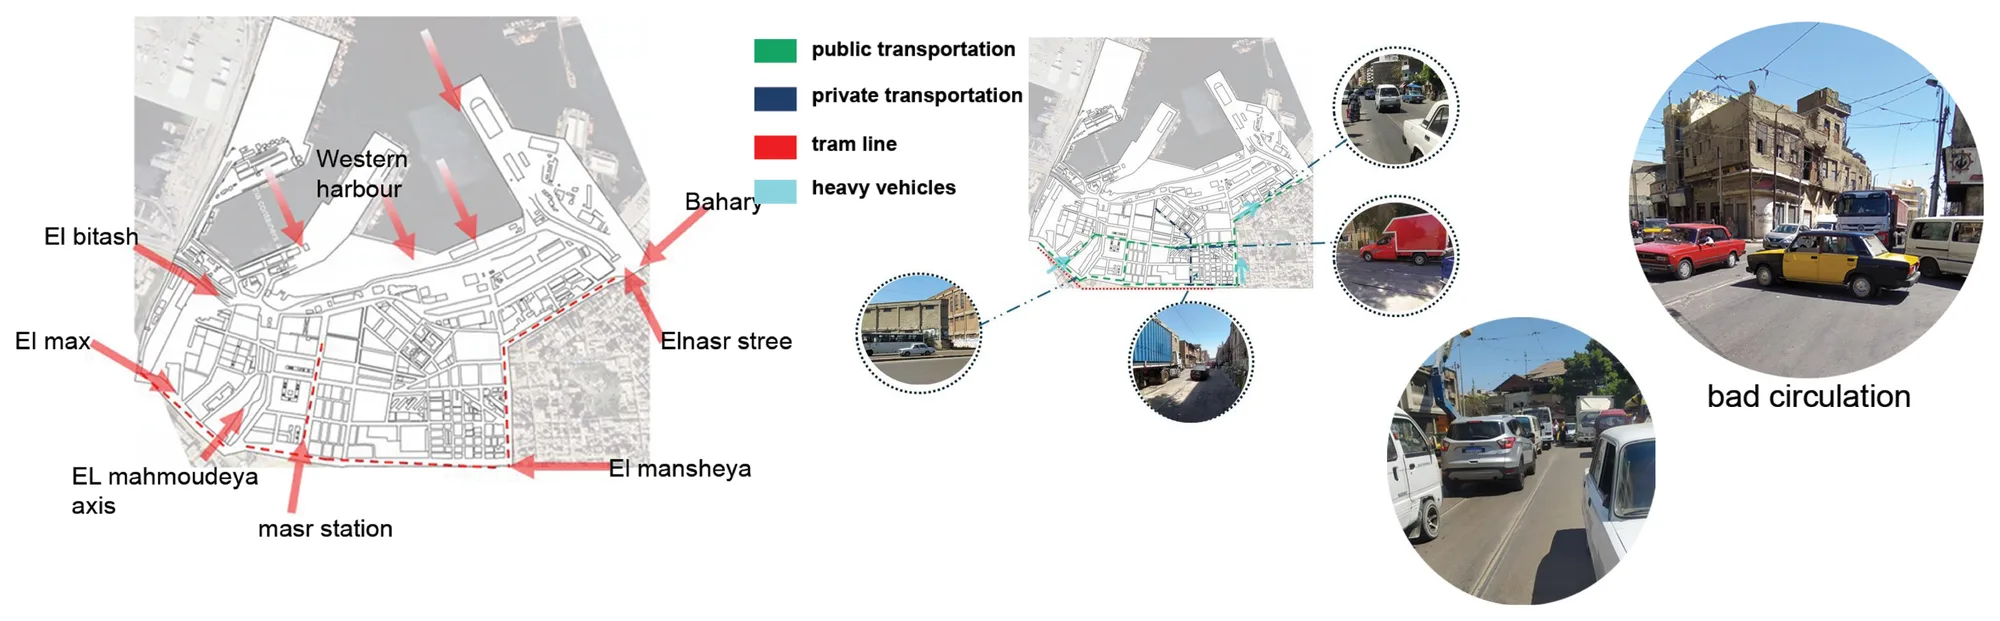 Western
harbour
Bahary
El bitash
El max
Elnasr stree
EL mahmoudeya
axis
El mansheya
masr station
public transportation
private transportation
tram line
heavy vehicles
bad circulation